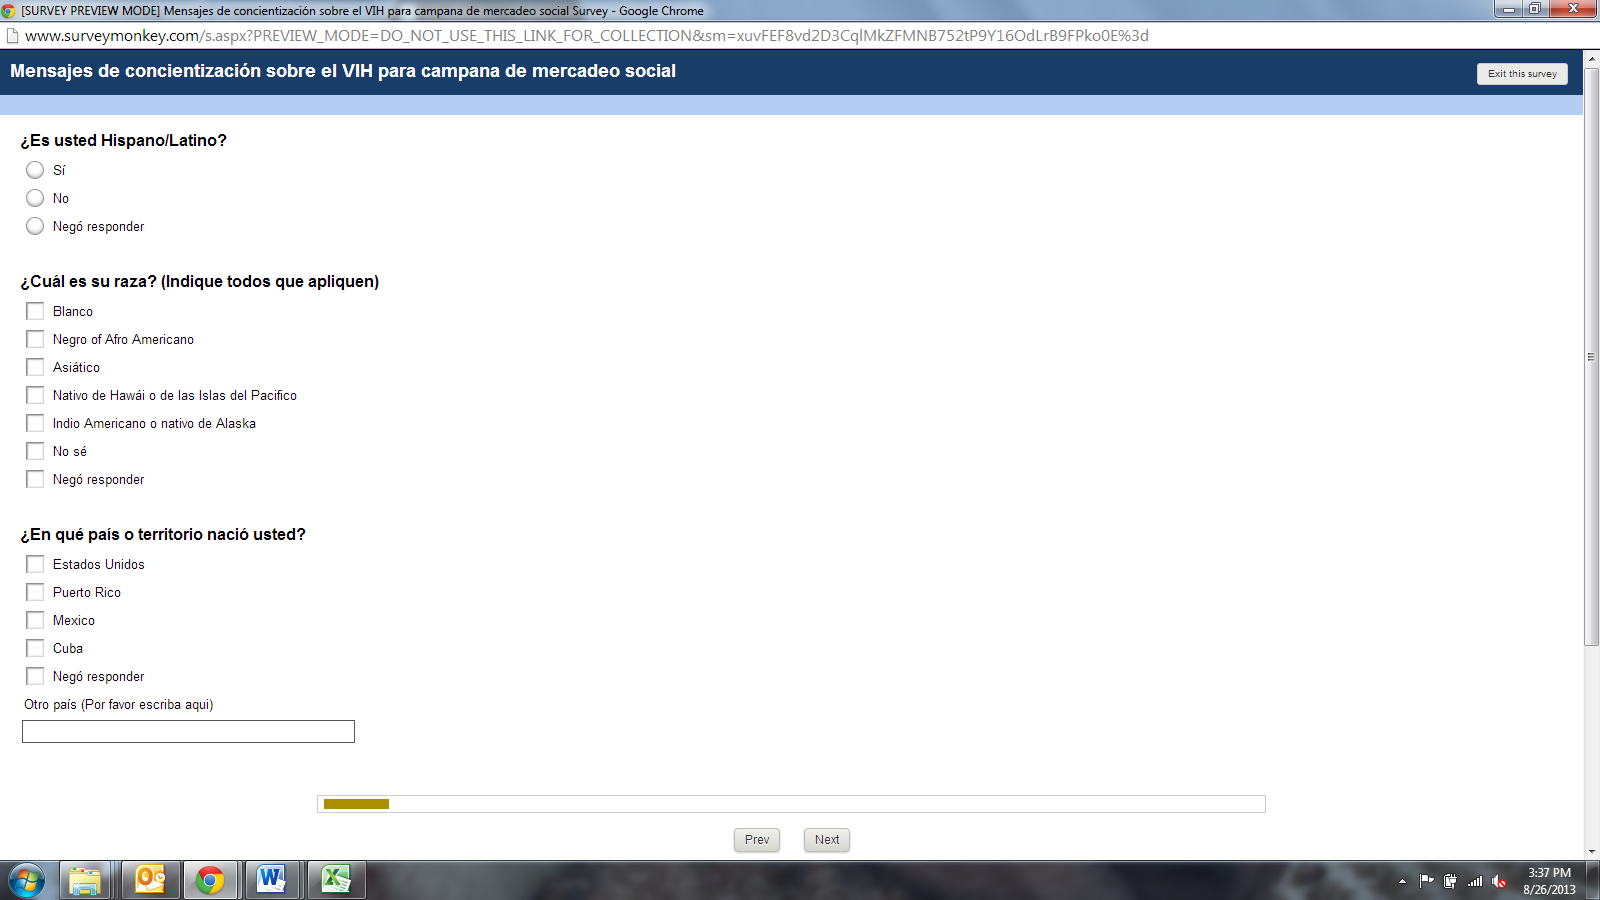 [SURVEY PREVIEW MODE] Mensajes de concientización sobre el VIH para campana de mercadeo social Survey - Google Chrome
www.surveymonkey.com/s.aspx?PREVIEW_MODE=DO_NOT_USE_THIS_LINK_FOR_COLLECTION&sm=xuvFEF8vd2D3CqlMkZFMNB752tP9Y16OdLrB9FPko0E%3d
Mensajes de concientización sobre el VIH para campana de mercadeo social
Exit this survey
¿Es usted Hispano/Latino?
Sí
No
Negó responder
¿Cuál es su raza? (Indique todos que apliquen)
Blanco
Negro of Afro Americano
Asiático
Nativo de Hawái o de las Islas del Pacifico
Indio Americano o nativo de Alaska
No sé
Negó responder
¿En qué país o territorio nació usted?
Estados Unidos
Puerto Rico
Mexico
Cuba
Negó responder
Otro país (Por favor escriba aqui)
Prev Next
3:37 PM
8/26/2013